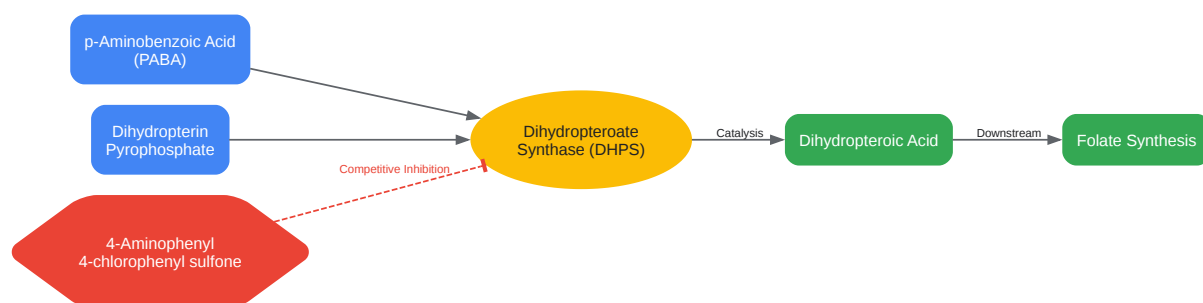 p-Aminobenzoic Acid
(PABA)
Dihydropterin
Pyrophosphate
Competitive Inhibition
4-Aminophenyl
4-chlorophenyl sulfone
Dihydropteroate
Synthase (DHPS)
Catalysis
Dihydropteroic Acid
Downstream
Folate Synthesis